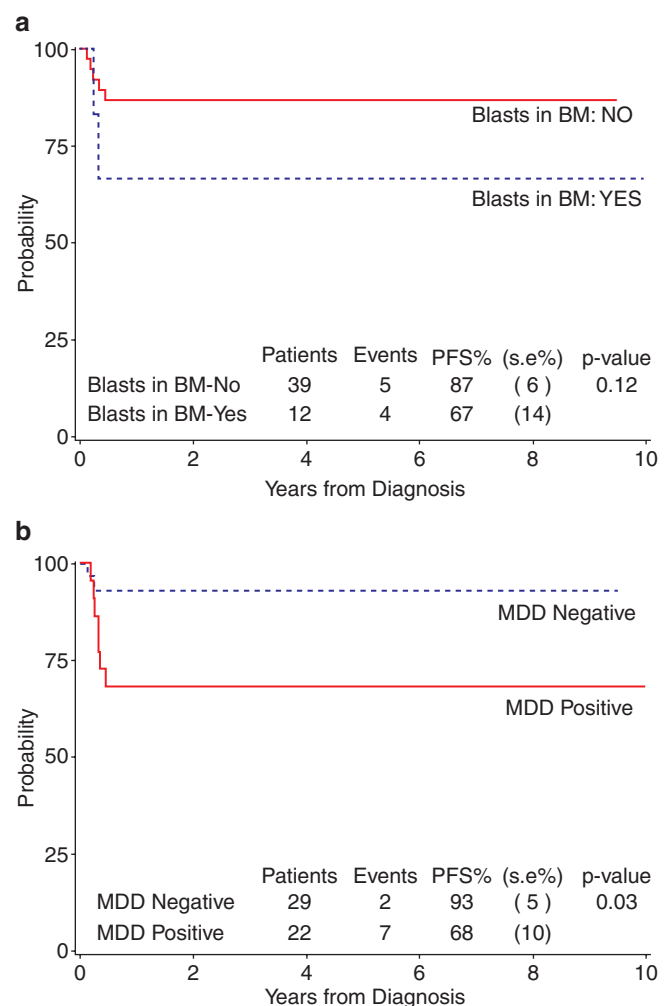 a
100
Blasts in BM: NO
75
Blasts in BM: YES
50
Probability
25
Patients Events PFS% (s.e%) p-value
Blasts in BM-No 39 5 87 ( 6 ) 0.12
Blasts in BM-Yes 12 4 67 (14)
0
0 2 4 6 8 10
Years from Diagnosis
b
100
MDD Negative
75
MDD Positive
50
Probability
25
Patients Events PFS% (s.e%) p-value
MDD Negative 29 2 93 ( 5 ) 0.03
MDD Positive 22 7 68 (10)
0
0 2 4 6 8 10
Years from Diagnosis